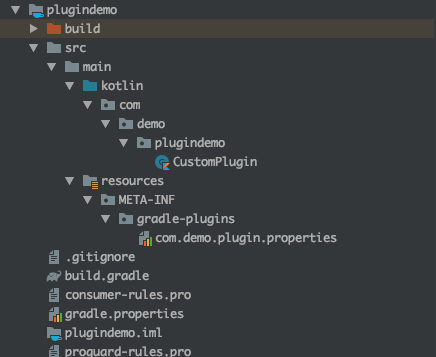 plugindemo
build
src
main
kotlin
com
demo
plugindemo
CustomPlugin
resources
META-INF
gradle-plugins
com.demo.plugin.properties
.gitignore
build.gradle
consumer-rules.pro
gradle.properties
plugindemo.iml
proguard-rules.pro